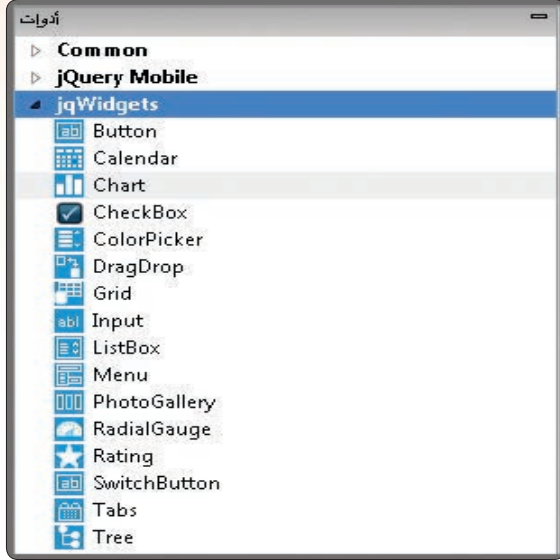 أدوات
Common
jQuery Mobile
jqWidgets
Button
Calendar
Chart
CheckBox
ColorPicker
DragDrop
Grid
Input
ListBox
Menu
PhotoGallery
RadialGauge
Rating
SwitchButton
Tabs
Tree